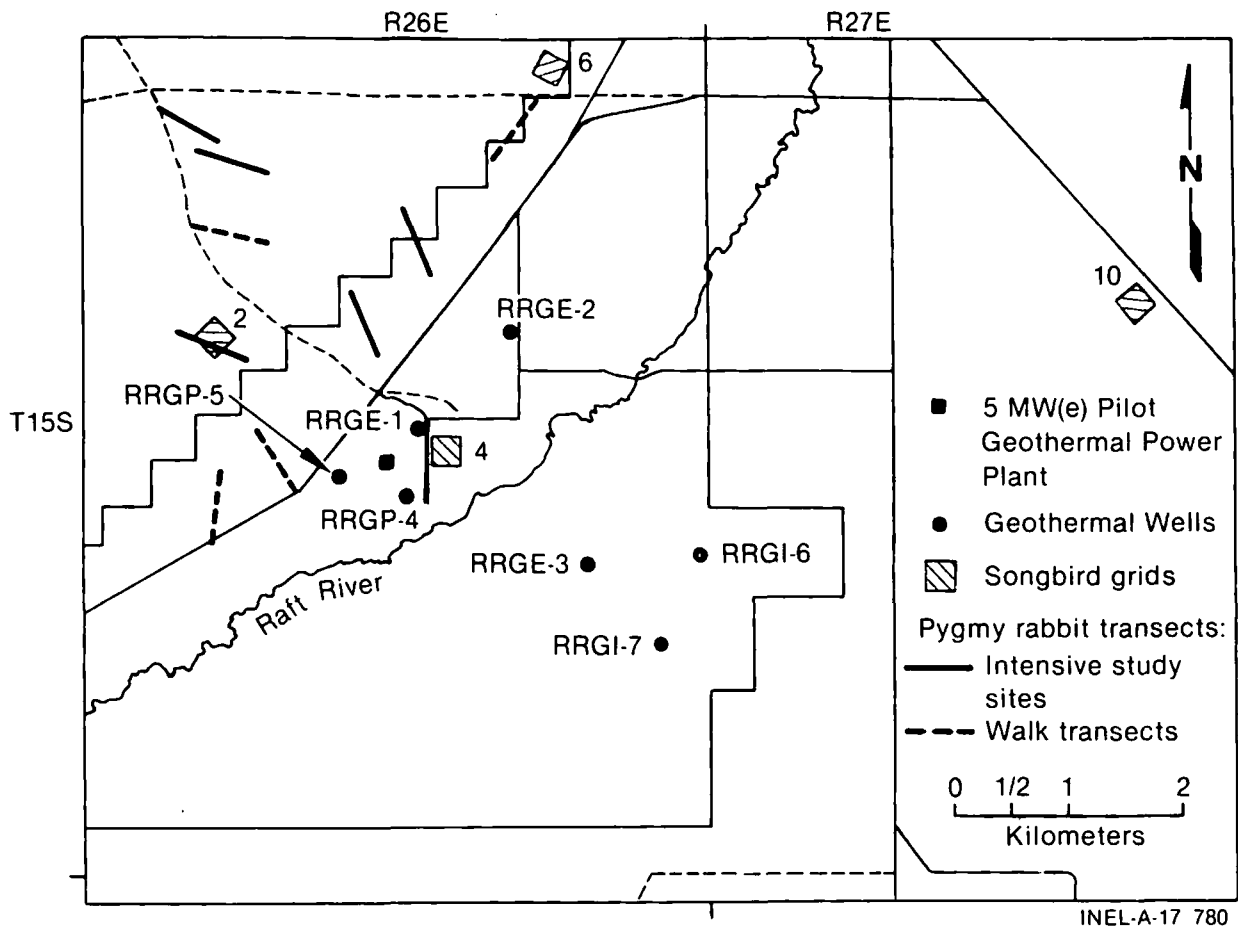 R26E
R27E
6
N
10
RRGE-2
2
RRGP-5
RRGE-1
T15S
4
RRGP-4
RRGE-3
RRGI-6
Raft River
RRGI-7
5 MW(e) Pilot
Geothermal Power
Plant
Geothermal Wells
Songbird grids
Pygmy rabbit transects:
Intensive study
sites
Walk transects
0 1/2 1 2
Kilometers
INEL-A-17 780